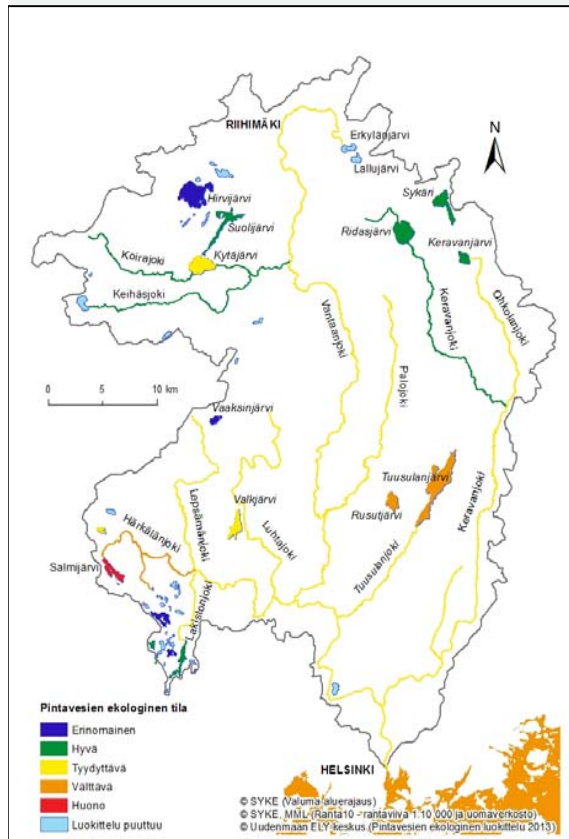 RIIHIMÄKI
N
Erkylänjärvi
Lallujärvi
Sykäri
Hirvijärvi
Suolijärvi
Ridasjärvi
Keravanjärvi
Koirajoki
Kytäjärvi
Keihäsjoki
Ohkolanjoki
Keravanjoki
Vantaanjoki
Palojoki
0 5 10 km
Vaaksinjärvi
Tuusulanjärvi
Valkjärvi
Rusutjärvi
Lepsämänjoki
Luhtajoki
Keravanjoki
Härkälänjoki
Salmijärvi
Tuusulanjoki
Lakistonjoki
Pintavesien ekologinen tila
Erinomainen
Hyvä
Tyydyttävä
Välttävä
Huono
Luokittelu puuttuu
HELSINKI
© SYKE (Valuma aluerajaus)
© SYKE, MML (Ranta10 - rantaviiva 1:10 000 ja uomaverkosto)
© Uudenmaan ELY-keskus (Pintavesien ekologinen luokittelu 2013)